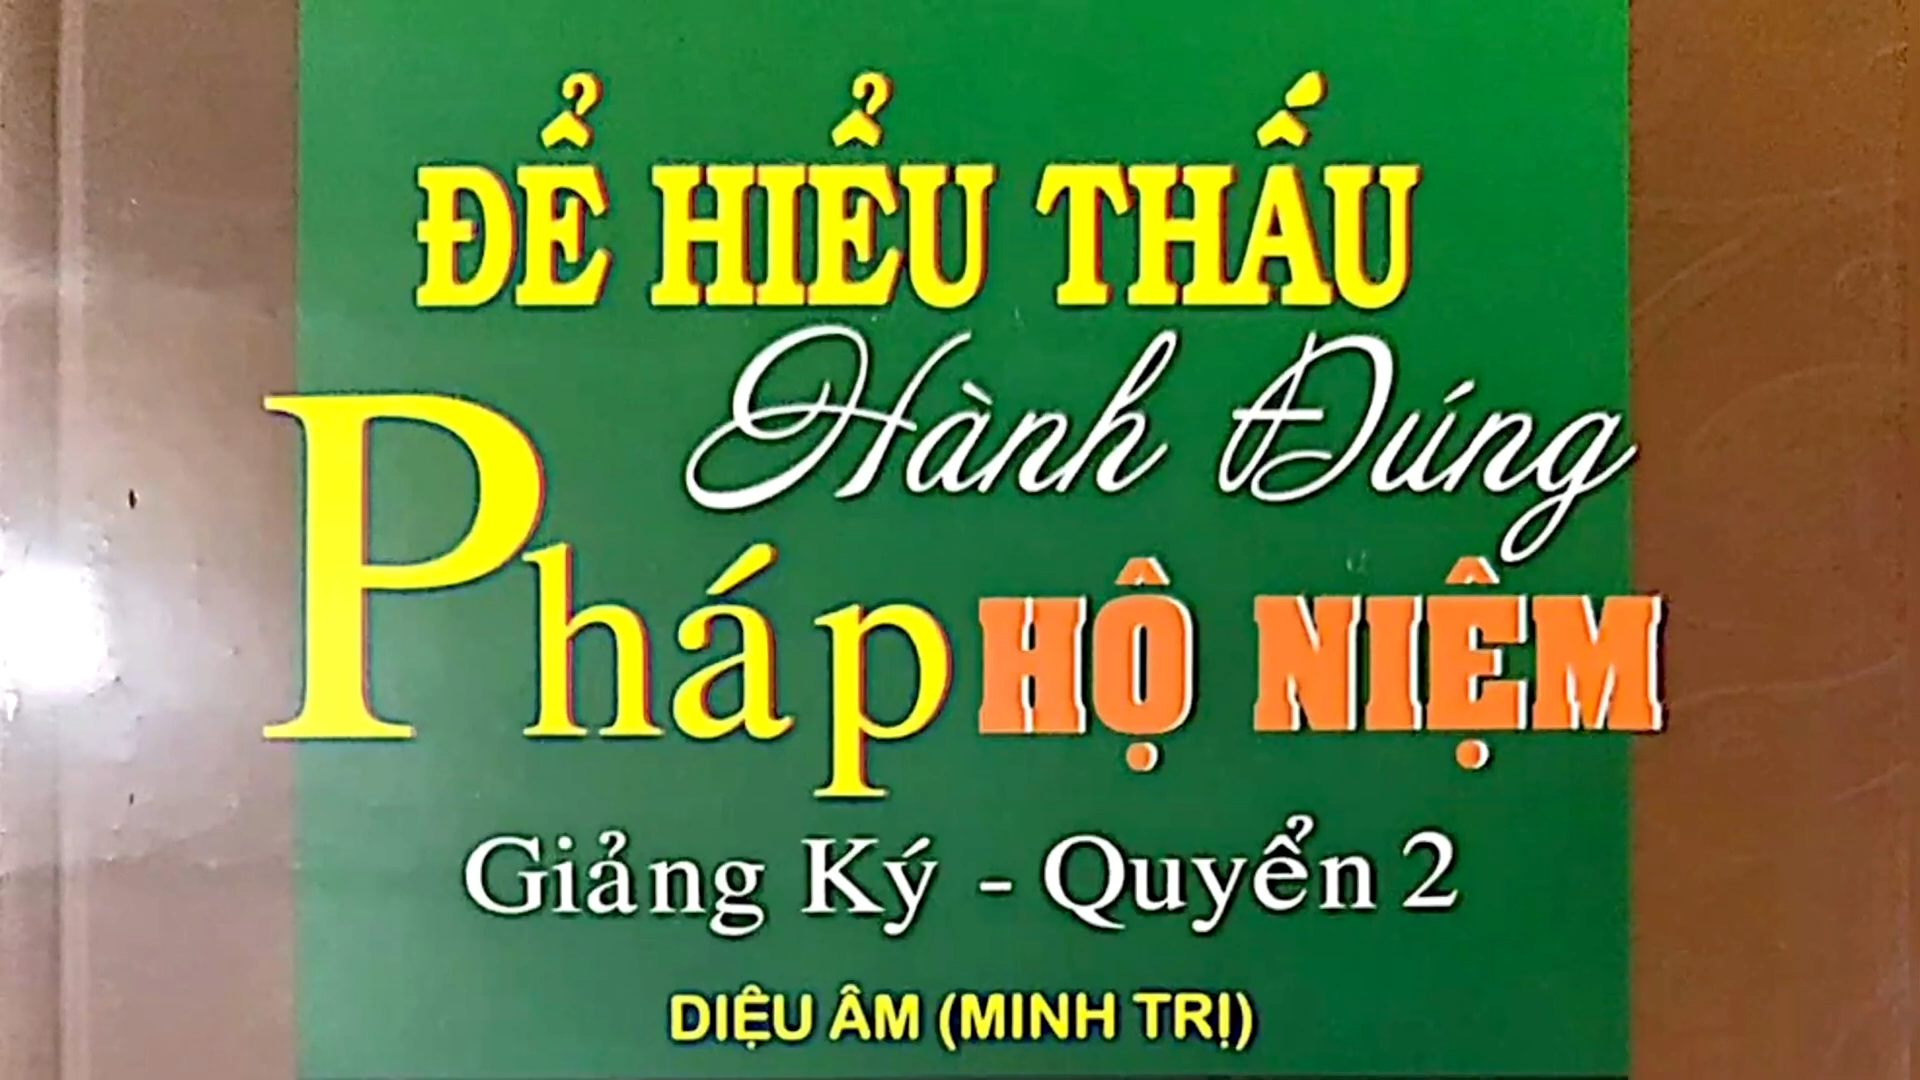 ĐỂ HIỂU THẤU
Hành Đúng
Pháp HỘ NIỆM
Giảng Ký - Quyển 2
DIỆU ÂM (MINH TRỊ)